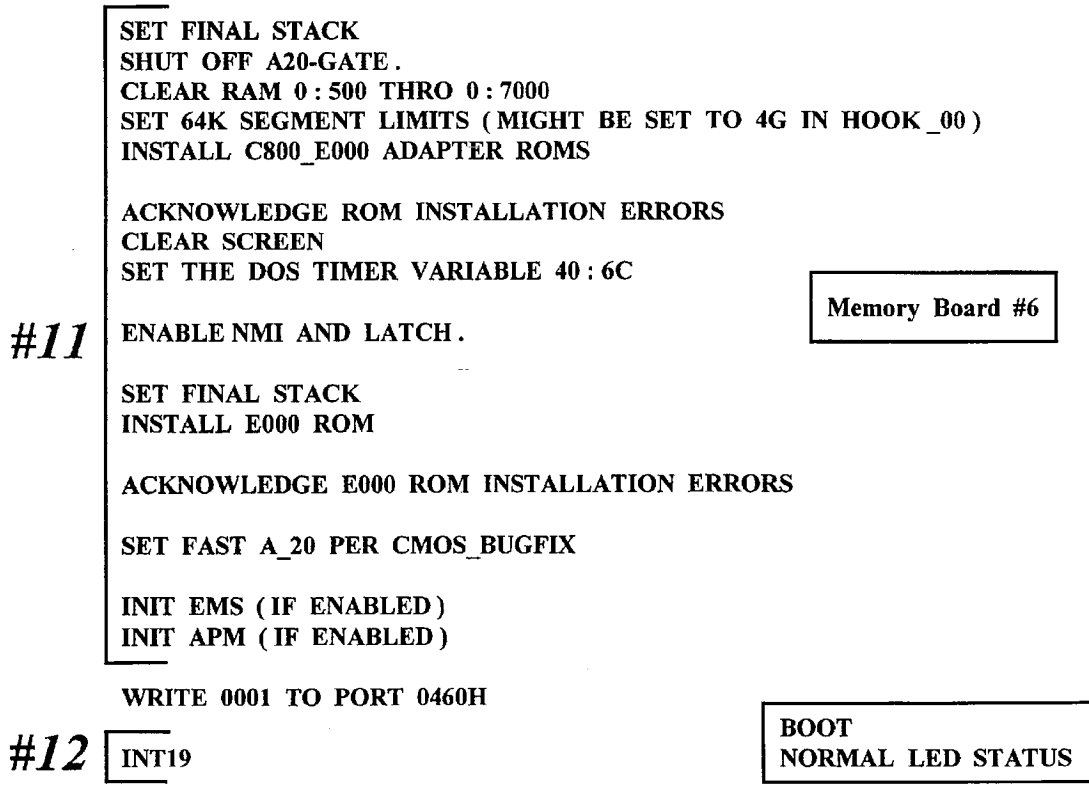 SET FINAL STACK
SHUT OFF A20-GATE.
CLEAR RAM 0:500 THRO 0:7000
SET 64K SEGMENT LIMITS (MIGHT BE SET TO 4G IN HOOK_00)
INSTALL C800_E000 ADAPTER ROMS
ACKNOWLEDGE ROM INSTALLATION ERRORS
CLEAR SCREEN
SET THE DOS TIMER VARIABLE 40:6C
Memory Board #6
#11
ENABLE NMI AND LATCH.
SET FINAL STACK
INSTALL E000 ROM
ACKNOWLEDGE E000 ROM INSTALLATION ERRORS
SET FAST A_20 PER CMOS_BUGFIX
INIT EMS (IF ENABLED)
INIT APM (IF ENABLED)
WRITE 0001 TO PORT 0460H
#12
INT19
BOOT
NORMAL LED STATUS